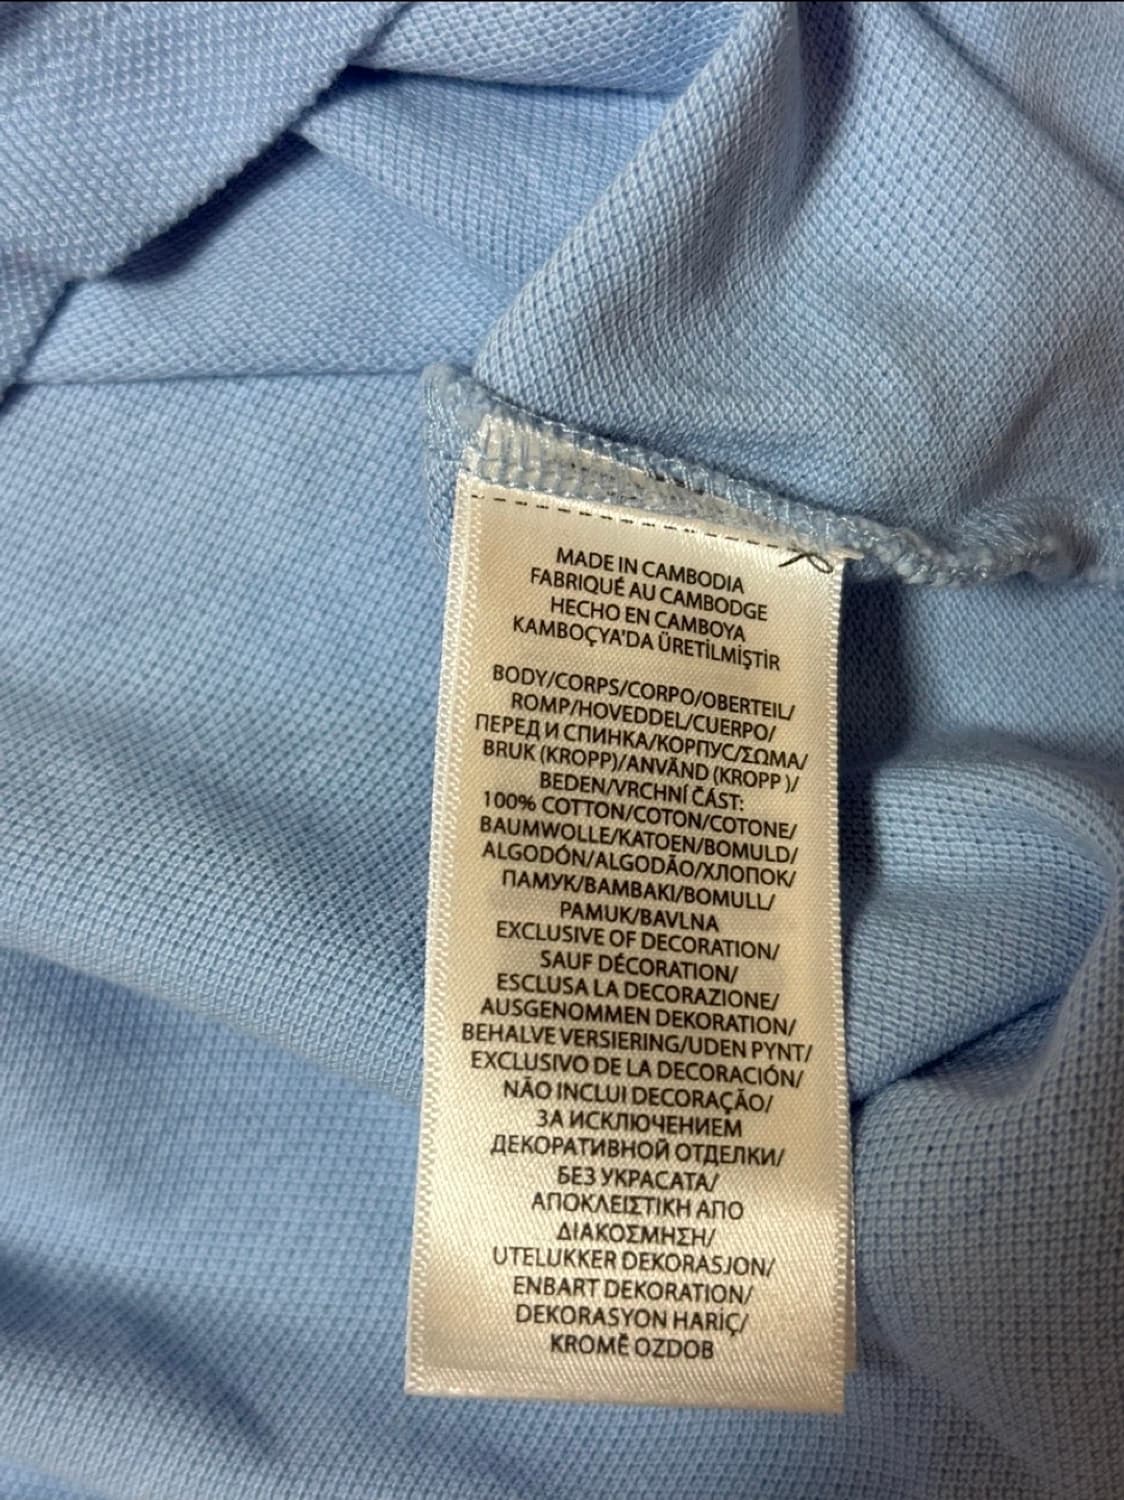 MADE IN CAMBODIA
FABRIQUÉ AU CAMBODGE
HECHO EN CAMBOYA
KAMBOÇYA'DA ÜRETİLMİŞTİR
BODY/CORPS/CORPO/OBERTEIL/
ROMP/HOVEDDEL/CUERPO/
ПЕРЕД И СПИНКА/КОРПУС/ΣΩΜΑ/
BRUK (KROPP)/ANVÄND (KROPP )/
BEDEN/VRCHNÍ ČÁST:
100% COTTON/COTON/COTONE/
BAUMWOLLE/KATOEN/BOMULD/
ALGODÓN/ALGODÃO/ХЛОПОК/
ПАМУК/ΒΑΜΒΑΚΙ/BOMULL/
PAMUK/BAVLNA
EXCLUSIVE OF DECORATION/
SAUF DÉCORATION/
ESCLUSA LA DECORAZIONE/
AUSGENOMMEN DEKORATION/
BEHALVE VERSIERING/UDEN PYNT/
EXCLUSIVO DE LA DECORACIÓN/
NÃO INCLUI DECORAÇÃO/
ЗА ИСКЛЮЧЕНИЕМ
ДЕКОРАТИВНОЙ ОТДЕЛКИ/
БЕЗ УКРАСАТА/
ΑΠΟΚΛΕΙΣΤΙΚΗ ΑΠΟ
ΔΙΑΚΟΣΜΗΣΗ/
UTELUKKER DEKORASJON/
ENBART DEKORATION/
DEKORASYON HARİÇ/
KROMĚ OZDOB